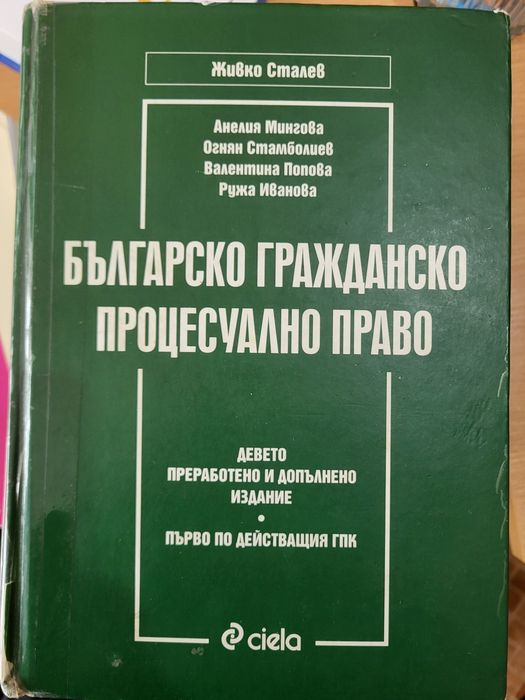 Живко Сталев
Анелия Мингова
Огнян Стамболиев
Валентина Попова
Ружа Иванова
БЪЛГАРСКО ГРАЖДАНСКО
ПРОЦЕСУАЛНО ПРАВО
ДЕВЕТО
ПРЕРАБОТЕНО И ДОПЪЛНЕНО
ИЗДАНИЕ
•
ПЪРВО ПО ДЕЙСТВАЩИЯ ГПК
ciela